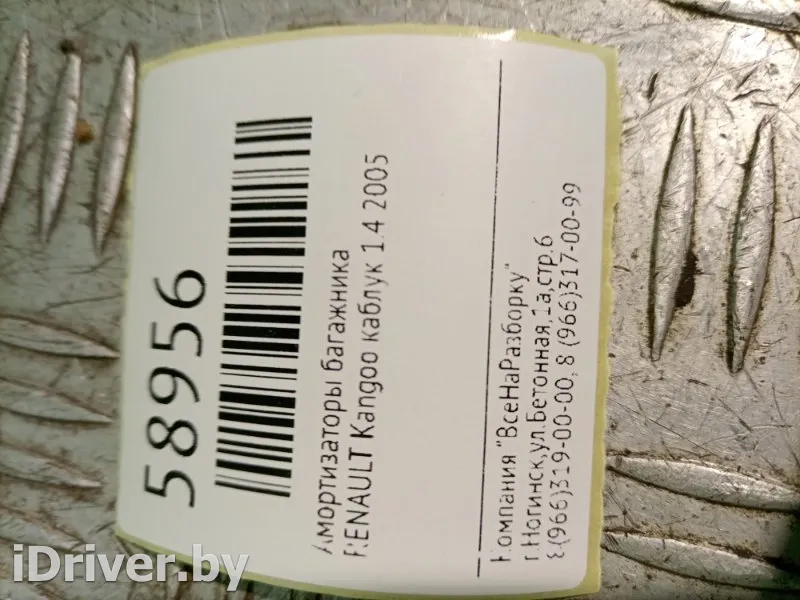 58956
Амортизаторы багажника
RENAULT Kangoo каблук 1.4 2005
Компания "ВсеНаРазборку"
г.Ногинск,ул.Бетонная,1а,стр.6
8(966)319-00-00, 8 (966)317-00-99
iDriver.by